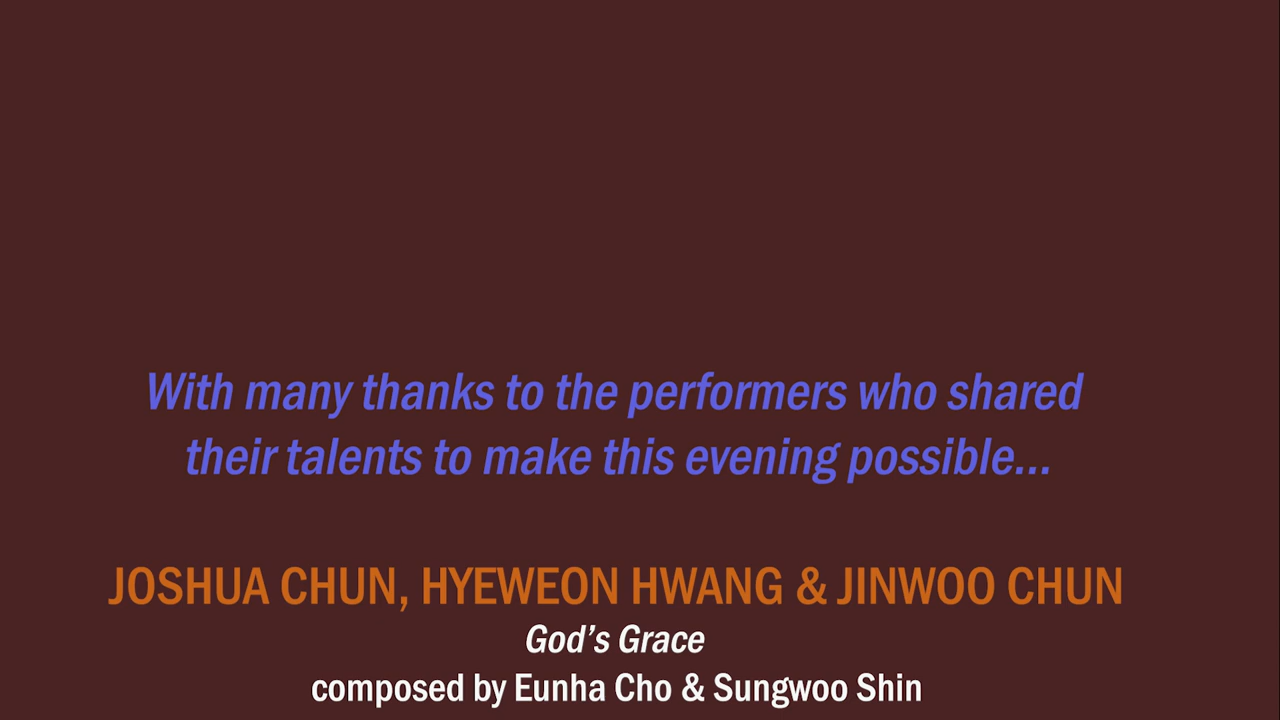 With many thanks to the performers who shared
their talents to make this evening possible...
JOSHUA CHUN, HYEWEON HWANG & JINWOO CHUN
God’s Grace
composed by Eunha Cho & Sungwoo Shin